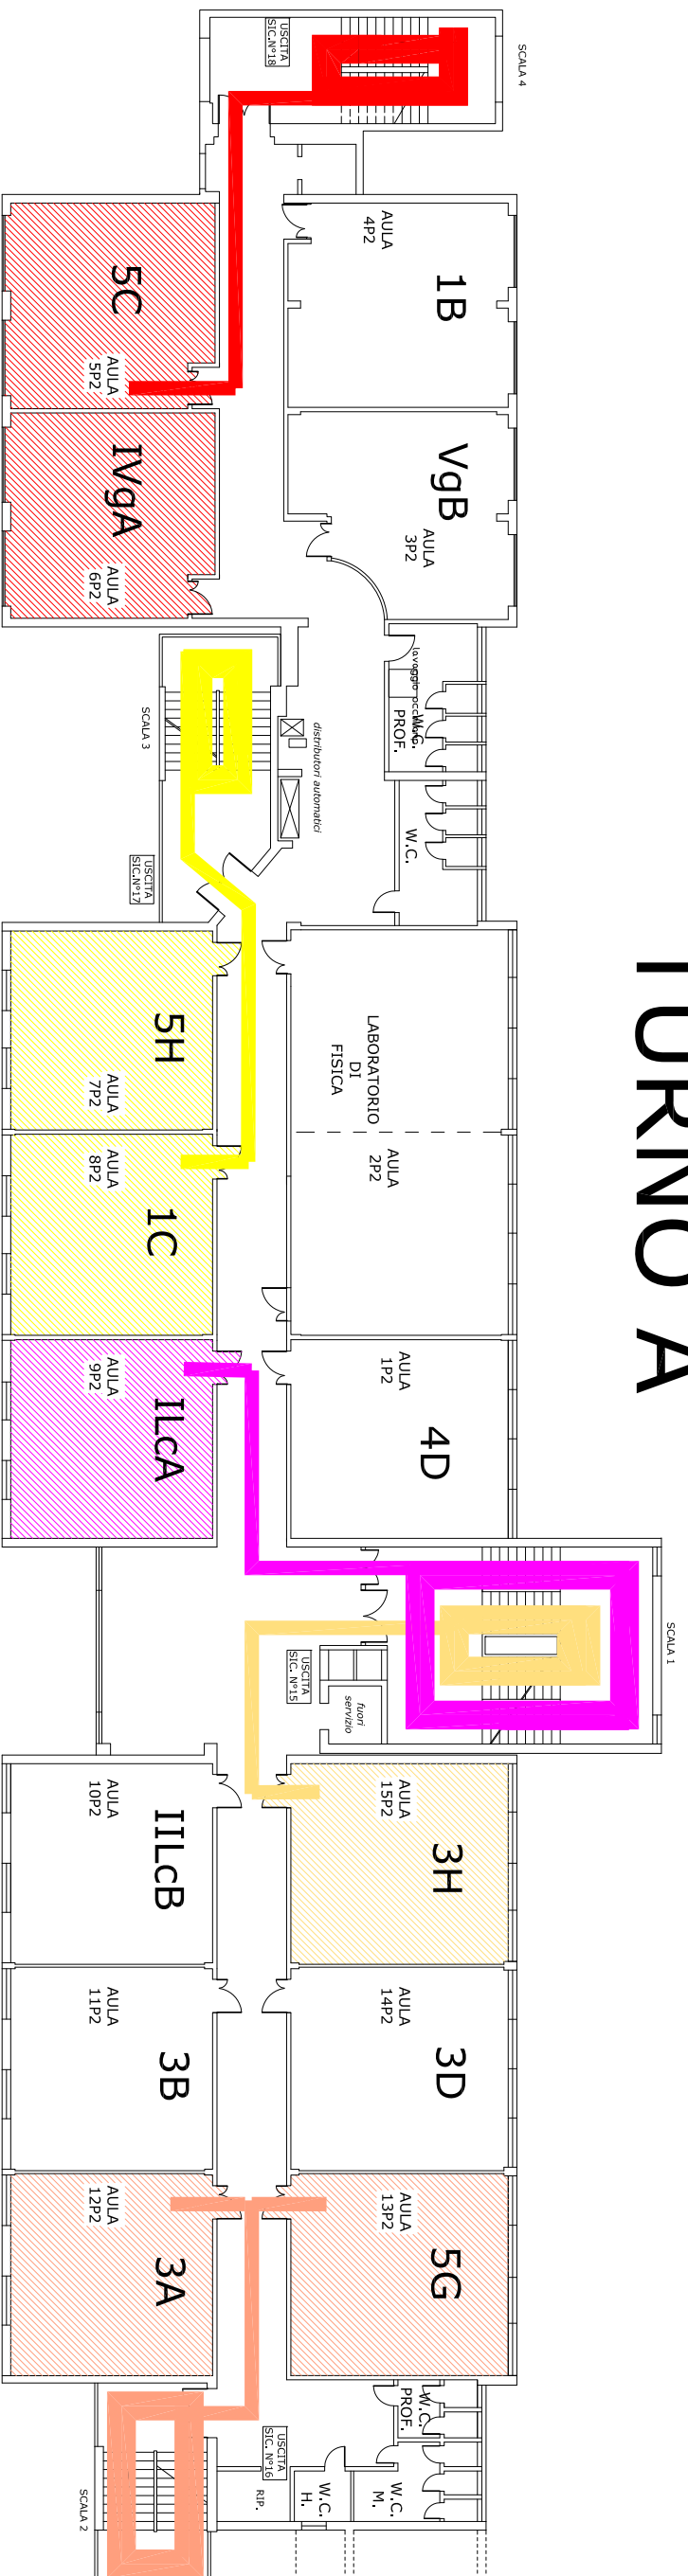 TURNO A
SCALA 4
USCITA
SIC.N°18
AULA
4P2
1B
5C
AULA
5P2
VgB
AULA
3P2
IVgA
AULA
6P2
lavaggio
W.C.
PROF.
SCALA 3
distributori automatici
W.C.
USCITA
SIC.N°17
5H
AULA
7P2
LABORATORIO
DI
FISICA
AULA
2P2
AULA
8P2
1C
AULA
9P2
ILcA
AULA
1P2
4D
SCALA 1
USCITA
SIC. N°15
fuori
servizio
AULA
10P2
IILcB
AULA
15P2
3H
AULA
11P2
3B
AULA
14P2
3D
AULA
12P2
3A
AULA
13P2
5G
W.C.
PROF.
USCITA
SIC. N°16
SCALA 2
RIP.
W.C.
H.
W.C.
M.